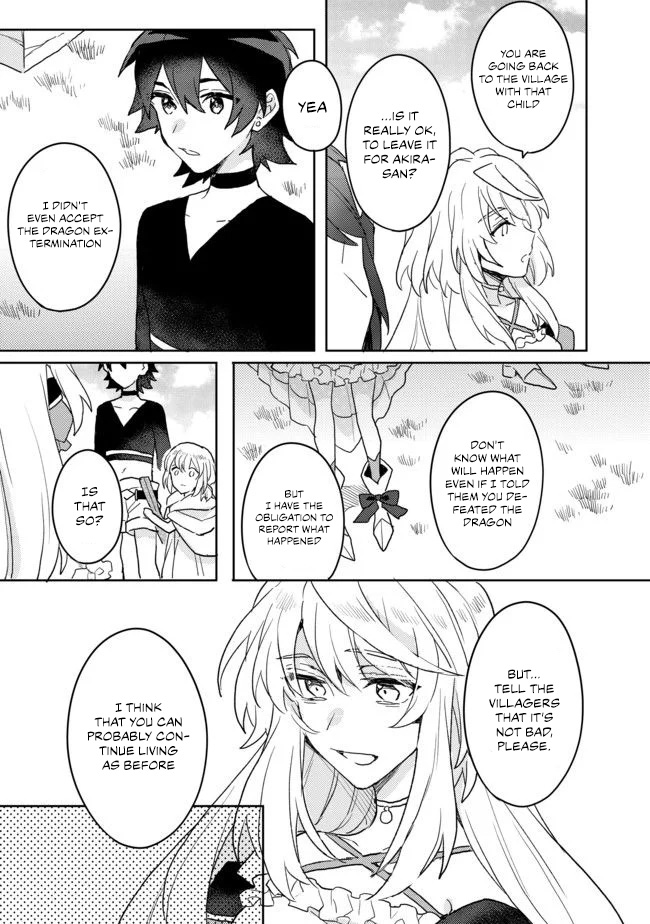 YOU ARE
GOING BACK
TO THE VILLAGE
WITH THAT
CHILD
...IS IT
REALLY OK,
TO LEAVE IT
FOR AKIRA-
SAN?
YEA
I DIDN'T
EVEN ACCEPT
THE DRAGON EX-
TERMINATION
DON'T
KNOW WHAT
WILL HAPPEN
EVEN IF I TOLD
THEM YOU DE-
FEATED THE
DRAGON
BUT
I HAVE THE
OBLIGATION TO
REPORT WHAT
HAPPENED
IS
THAT
SO?
BUT...
TELL THE
VILLAGERS
THAT IT'S
NOT BAD,
PLEASE.
I THINK
THAT YOU CAN
PROBABLY CON-
TINUE LIVING
AS BEFORE